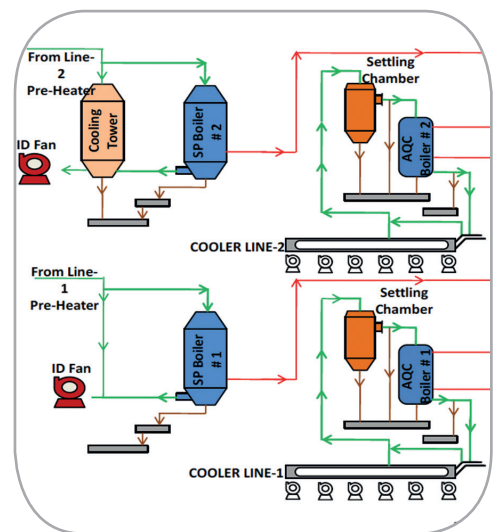 From Line-
2
Pre-Heater
Cooling
Tower
SP Boiler
# 2
Settling
Chamber
AQC
Boiler # 2
ID Fan
COOLER LINE-2
From Line-
1
Pre-Heater
SP Boiler
# 1
Settling
Chamber
AQC
Boiler # 1
ID Fan
COOLER LINE-1